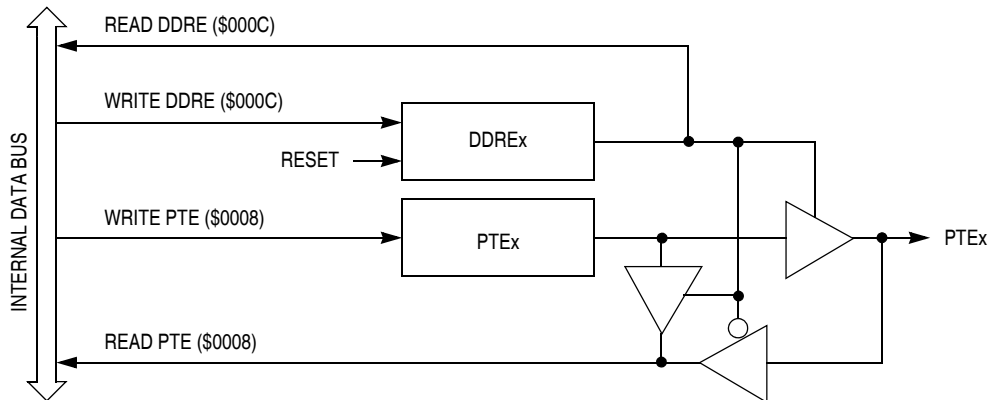 READ DDRE ($000C)
WRITE DDRE ($000C)
DDREx
RESET
INTERNAL DATA BUS
WRITE PTE ($0008)
PTEx
PTEx
READ PTE ($0008)